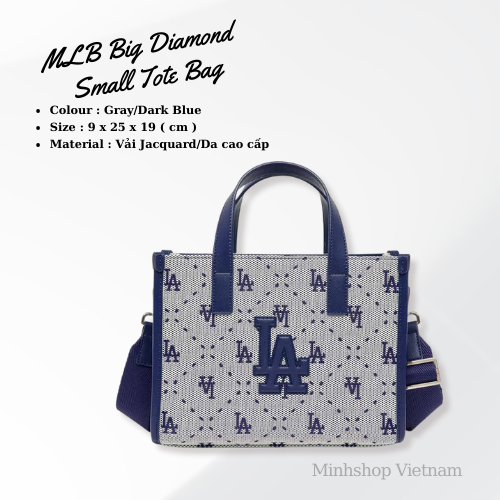 MLB Big Diamond
Small Tote Bag
Colour : Gray/Dark Blue
Size : 9 x 25 x 19 ( cm )
Material : Vải Jacquard/Da cao cấp
LA
Minhshop Vietnam